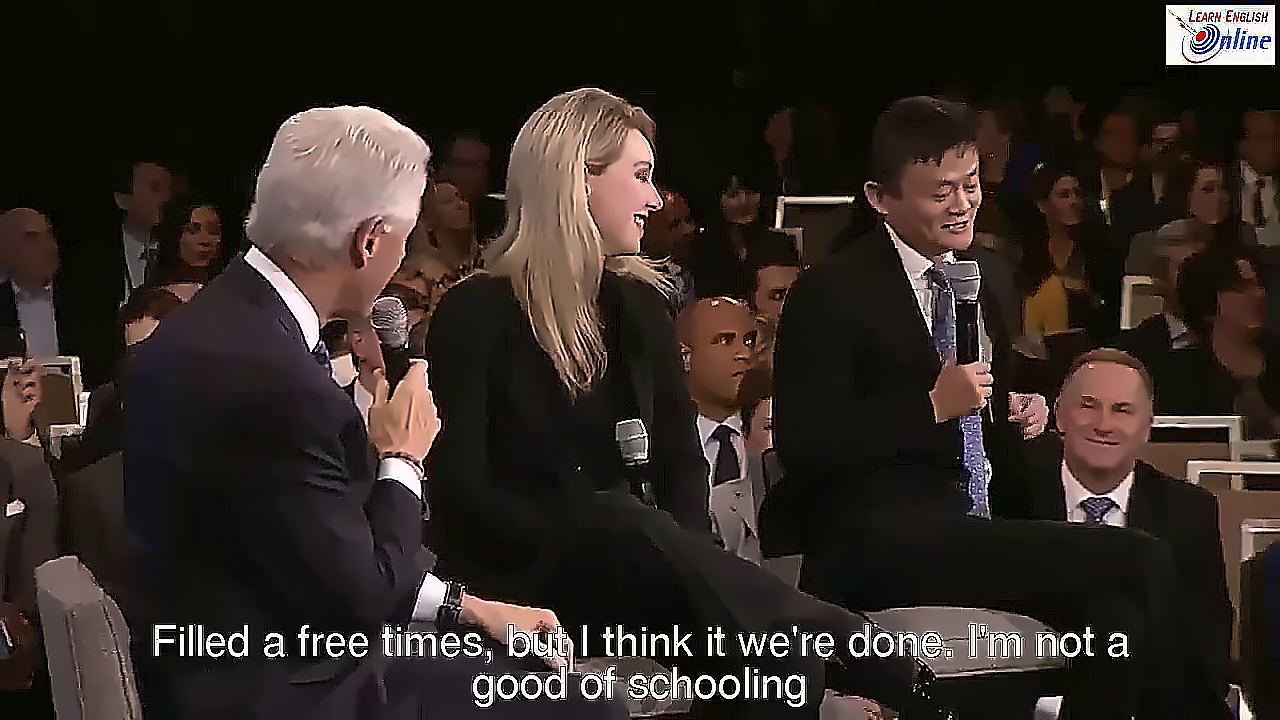 LEARN ENGLISH
Online
Filled a free times, but I think it we're done. I'm not a
good of schooling